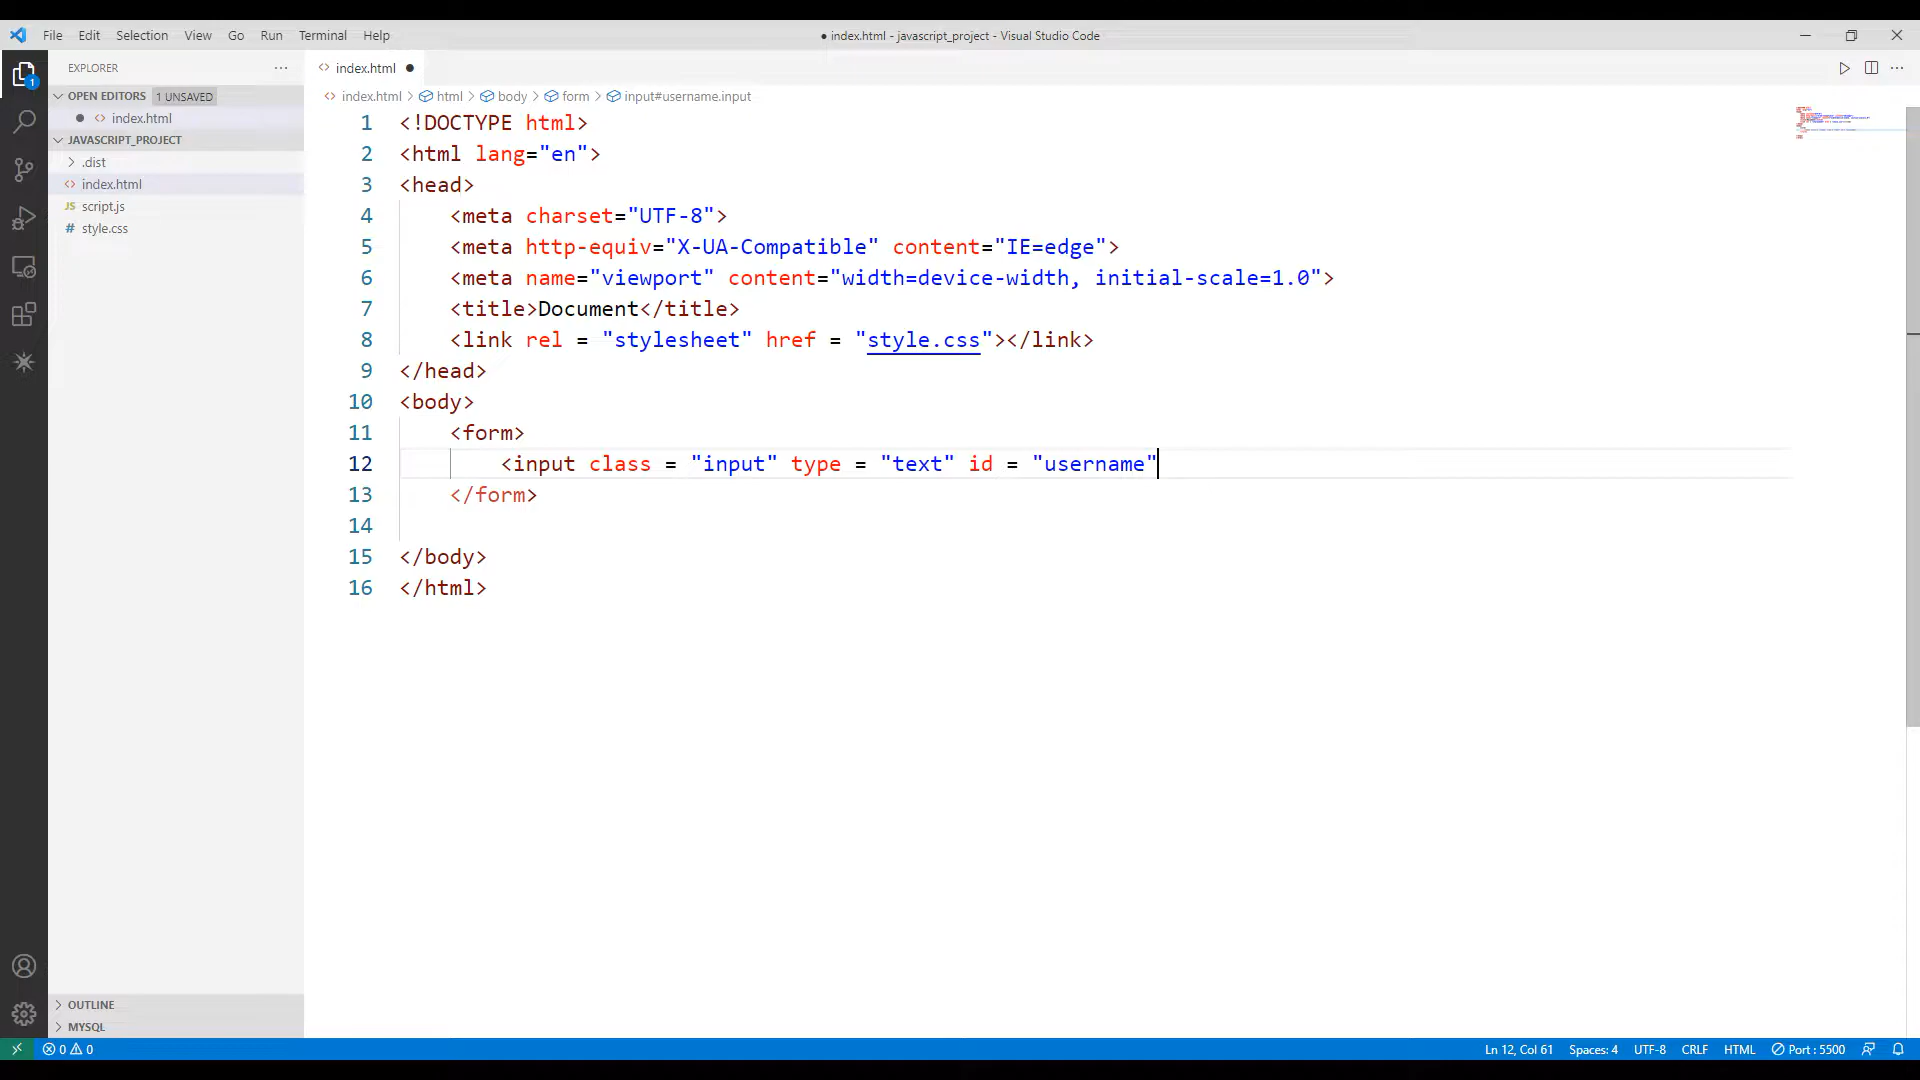 File Edit Selection View Go Run Terminal Help
● index.html - javascript_project - Visual Studio Code
EXPLORER
OPEN EDITORS 1 UNSAVED
index.html
JAVASCRIPT_PROJECT
.dist
index.html
JS script.js
# style.css
OUTLINE
MYSQL
1
index.html
index.html > html > body > form > input#username.input
1 <!DOCTYPE html>
2 <html lang="en">
3 <head>
4 <meta charset="UTF-8">
5 <meta http-equiv="X-UA-Compatible" content="IE=edge">
6 <meta name="viewport" content="width=device-width, initial-scale=1.0">
7 <title>Document</title>
8 <link rel = "stylesheet" href = "style.css"></link>
9 </head>
10 <body>
11 <form>
12 <input class = "input" type = "text" id = "username"
13 </form>
14
15 </body>
16 </html>
0 0
Ln 12, Col 61 Spaces: 4 UTF-8 CRLF HTML Port : 5500